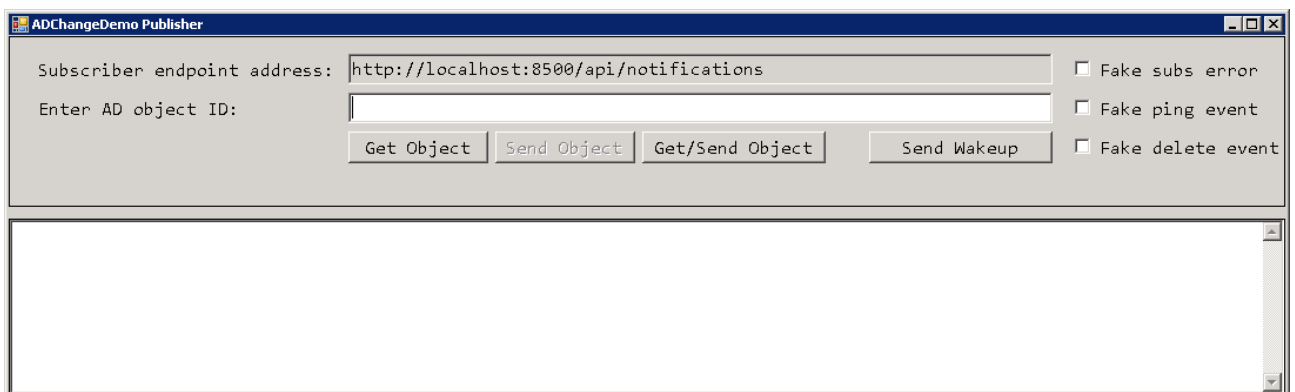 ADChangeDemo Publisher
Subscriber endpoint address: http://localhost:8500/api/notifications Fake subs error
Enter AD object ID: Fake ping event
Get Object Send Object Get/Send Object Send Wakeup Fake delete event